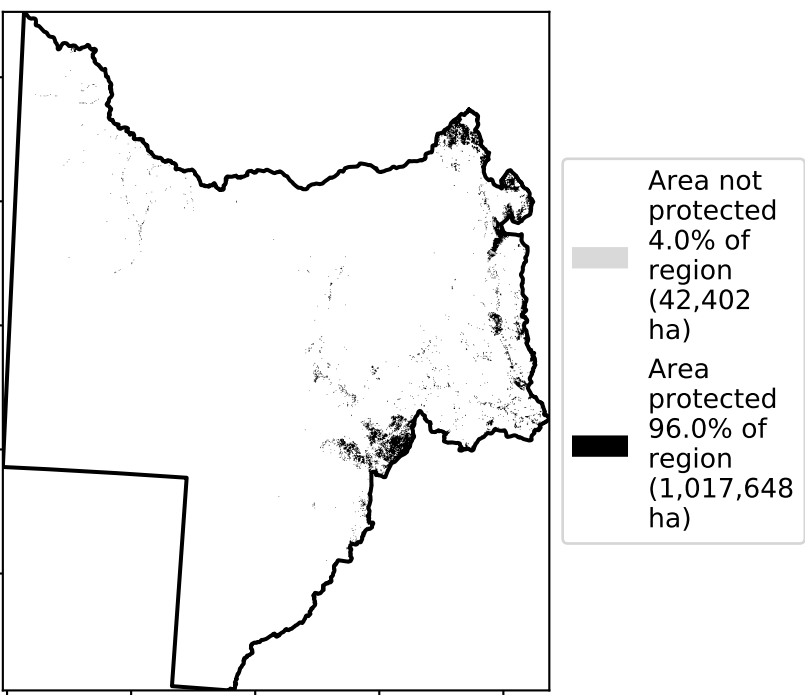 Area not
protected
4.0% of
region
(42,402
ha)
Area
protected
96.0% of
region
(1,017,648
ha)